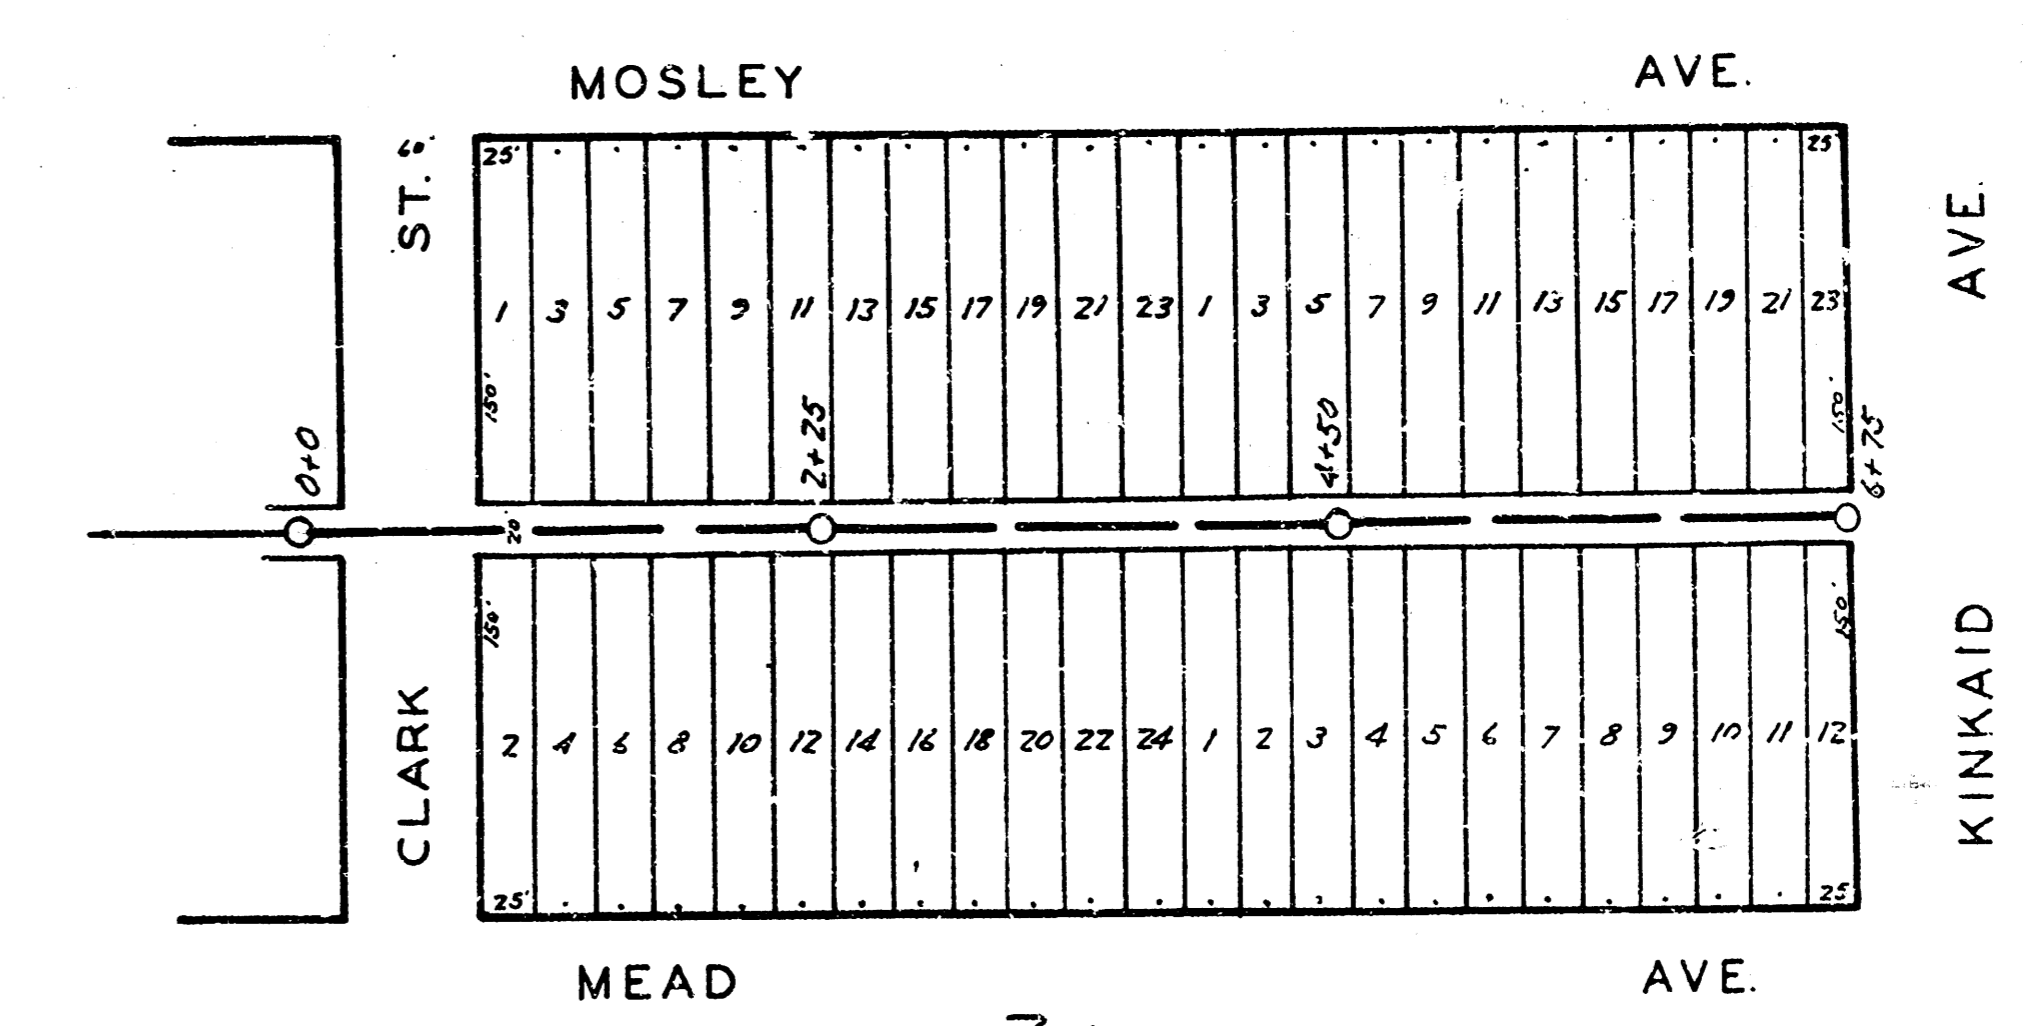 MOSLEY AVE.
ST. 60'
25' 25'
AVE.
1 3 5 7 9 11 13 15 17 19 21 23 1 3 5 7 9 11 13 15 17 19 21 23
150' 150'
0+0 2+25 4+50 6+75
20'
150' 150'
CLARK
KINKAID
2 4 6 8 10 12 14 16 18 20 22 24 1 2 3 4 5 6 7 8 9 10 11 12
25' 25'
MEAD AVE.